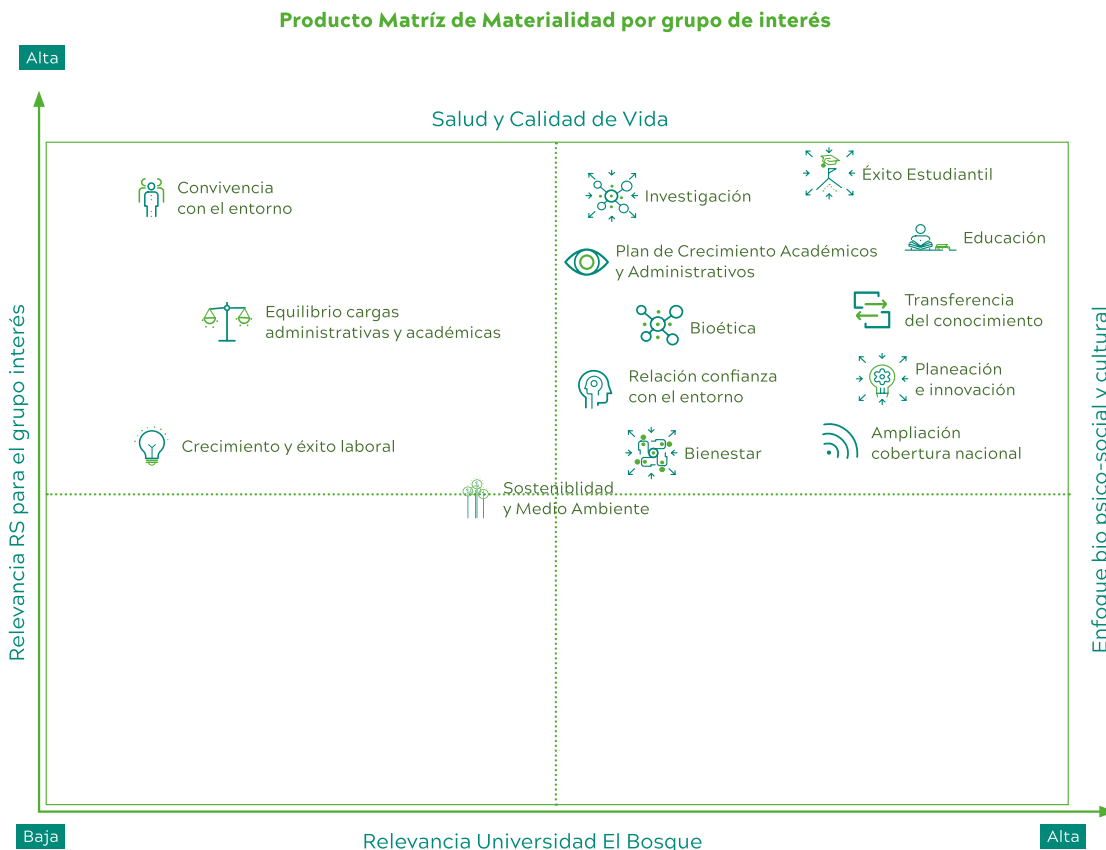 Producto Matríz de Materialidad por grupo de interés
Alta
Salud y Calidad de Vida
Convivencia
con el entorno
Investigación
Éxito Estudiantil
Plan de Crecimiento Académicos
y Administrativos
Educación
Equilibrio cargas
administrativas y académicas
Bioética
Transferencia
del conocimiento
Relación confianza
con el entorno
Planeación
e innovación
Crecimiento y éxito laboral
Bienestar
Ampliación
cobertura nacional
Sosteniblidad
y Medio Ambiente
Relevancia RS para el grupo interés
Enfoque bio psico-social y cultural
Baja
Relevancia Universidad El Bosque
Alta